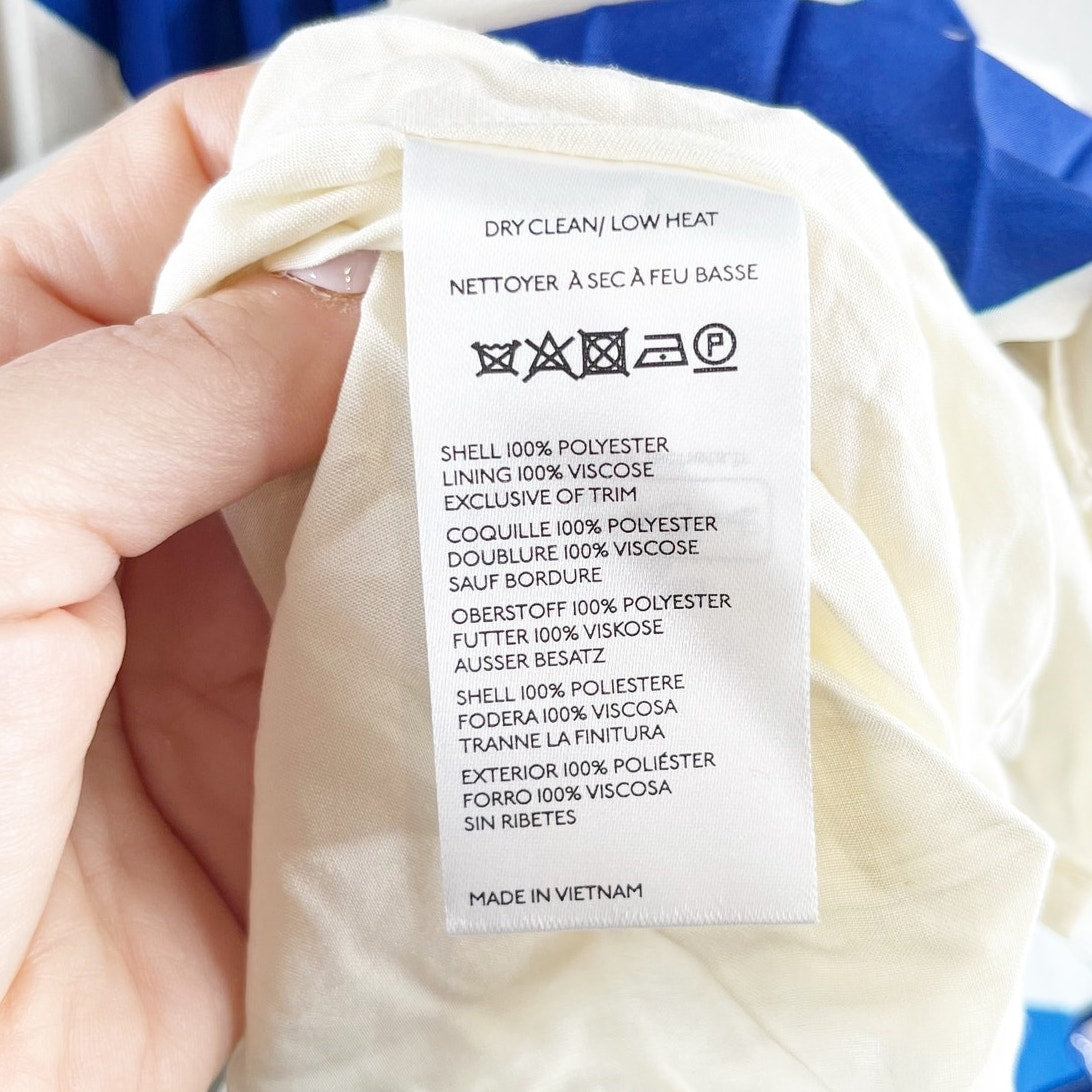 DRY CLEAN/ LOW HEAT
NETTOYER À SEC À FEU BASSE
P
SHELL 100% POLYESTER
LINING 100% VISCOSE
EXCLUSIVE OF TRIM
COQUILLE 100% POLYESTER
DOUBLURE 100% VISCOSE
SAUF BORDURE
OBERSTOFF 100% POLYESTER
FUTTER 100% VISKOSE
AUSSER BESATZ
SHELL 100% POLIESTERE
FODERA 100% VISCOSA
TRANNE LA FINITURA
EXTERIOR 100% POLIÉSTER
FORRO 100% VISCOSA
SIN RIBETES
MADE IN VIETNAM